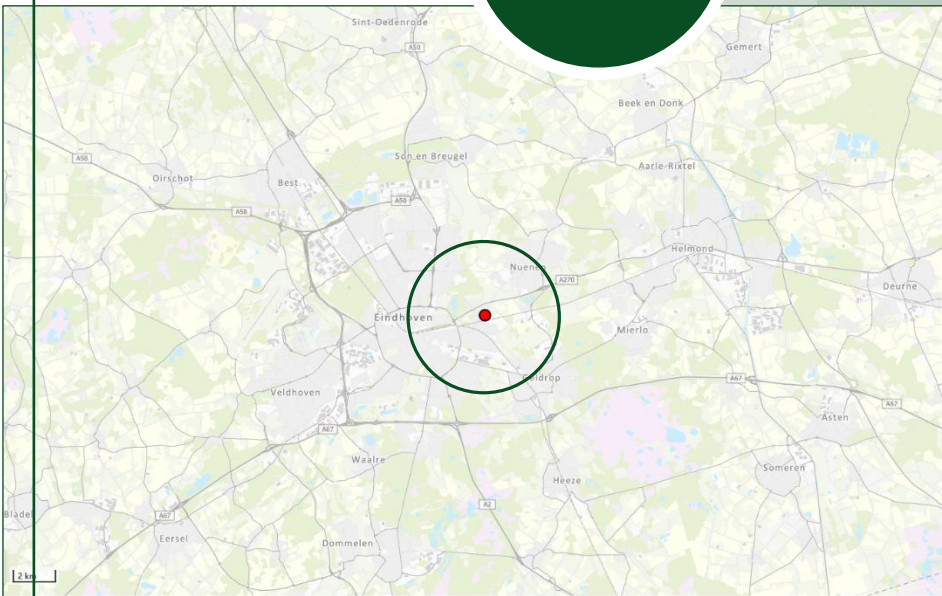 Sint-Oedenrode
A50
Gemert
Beek en Donk
A58
Son en Breugel
Aarle-Rixtel
Oirschot
Best
A50
A58
Helmond
Nuenen
A270
Deurne
Eindhoven
Mierlo
Geldrop
A67
Veldhoven
A67
Asten
A67
Waalre
Someren
Heeze
A2
Bladel
A67
Eersel
Dommelen
2 km